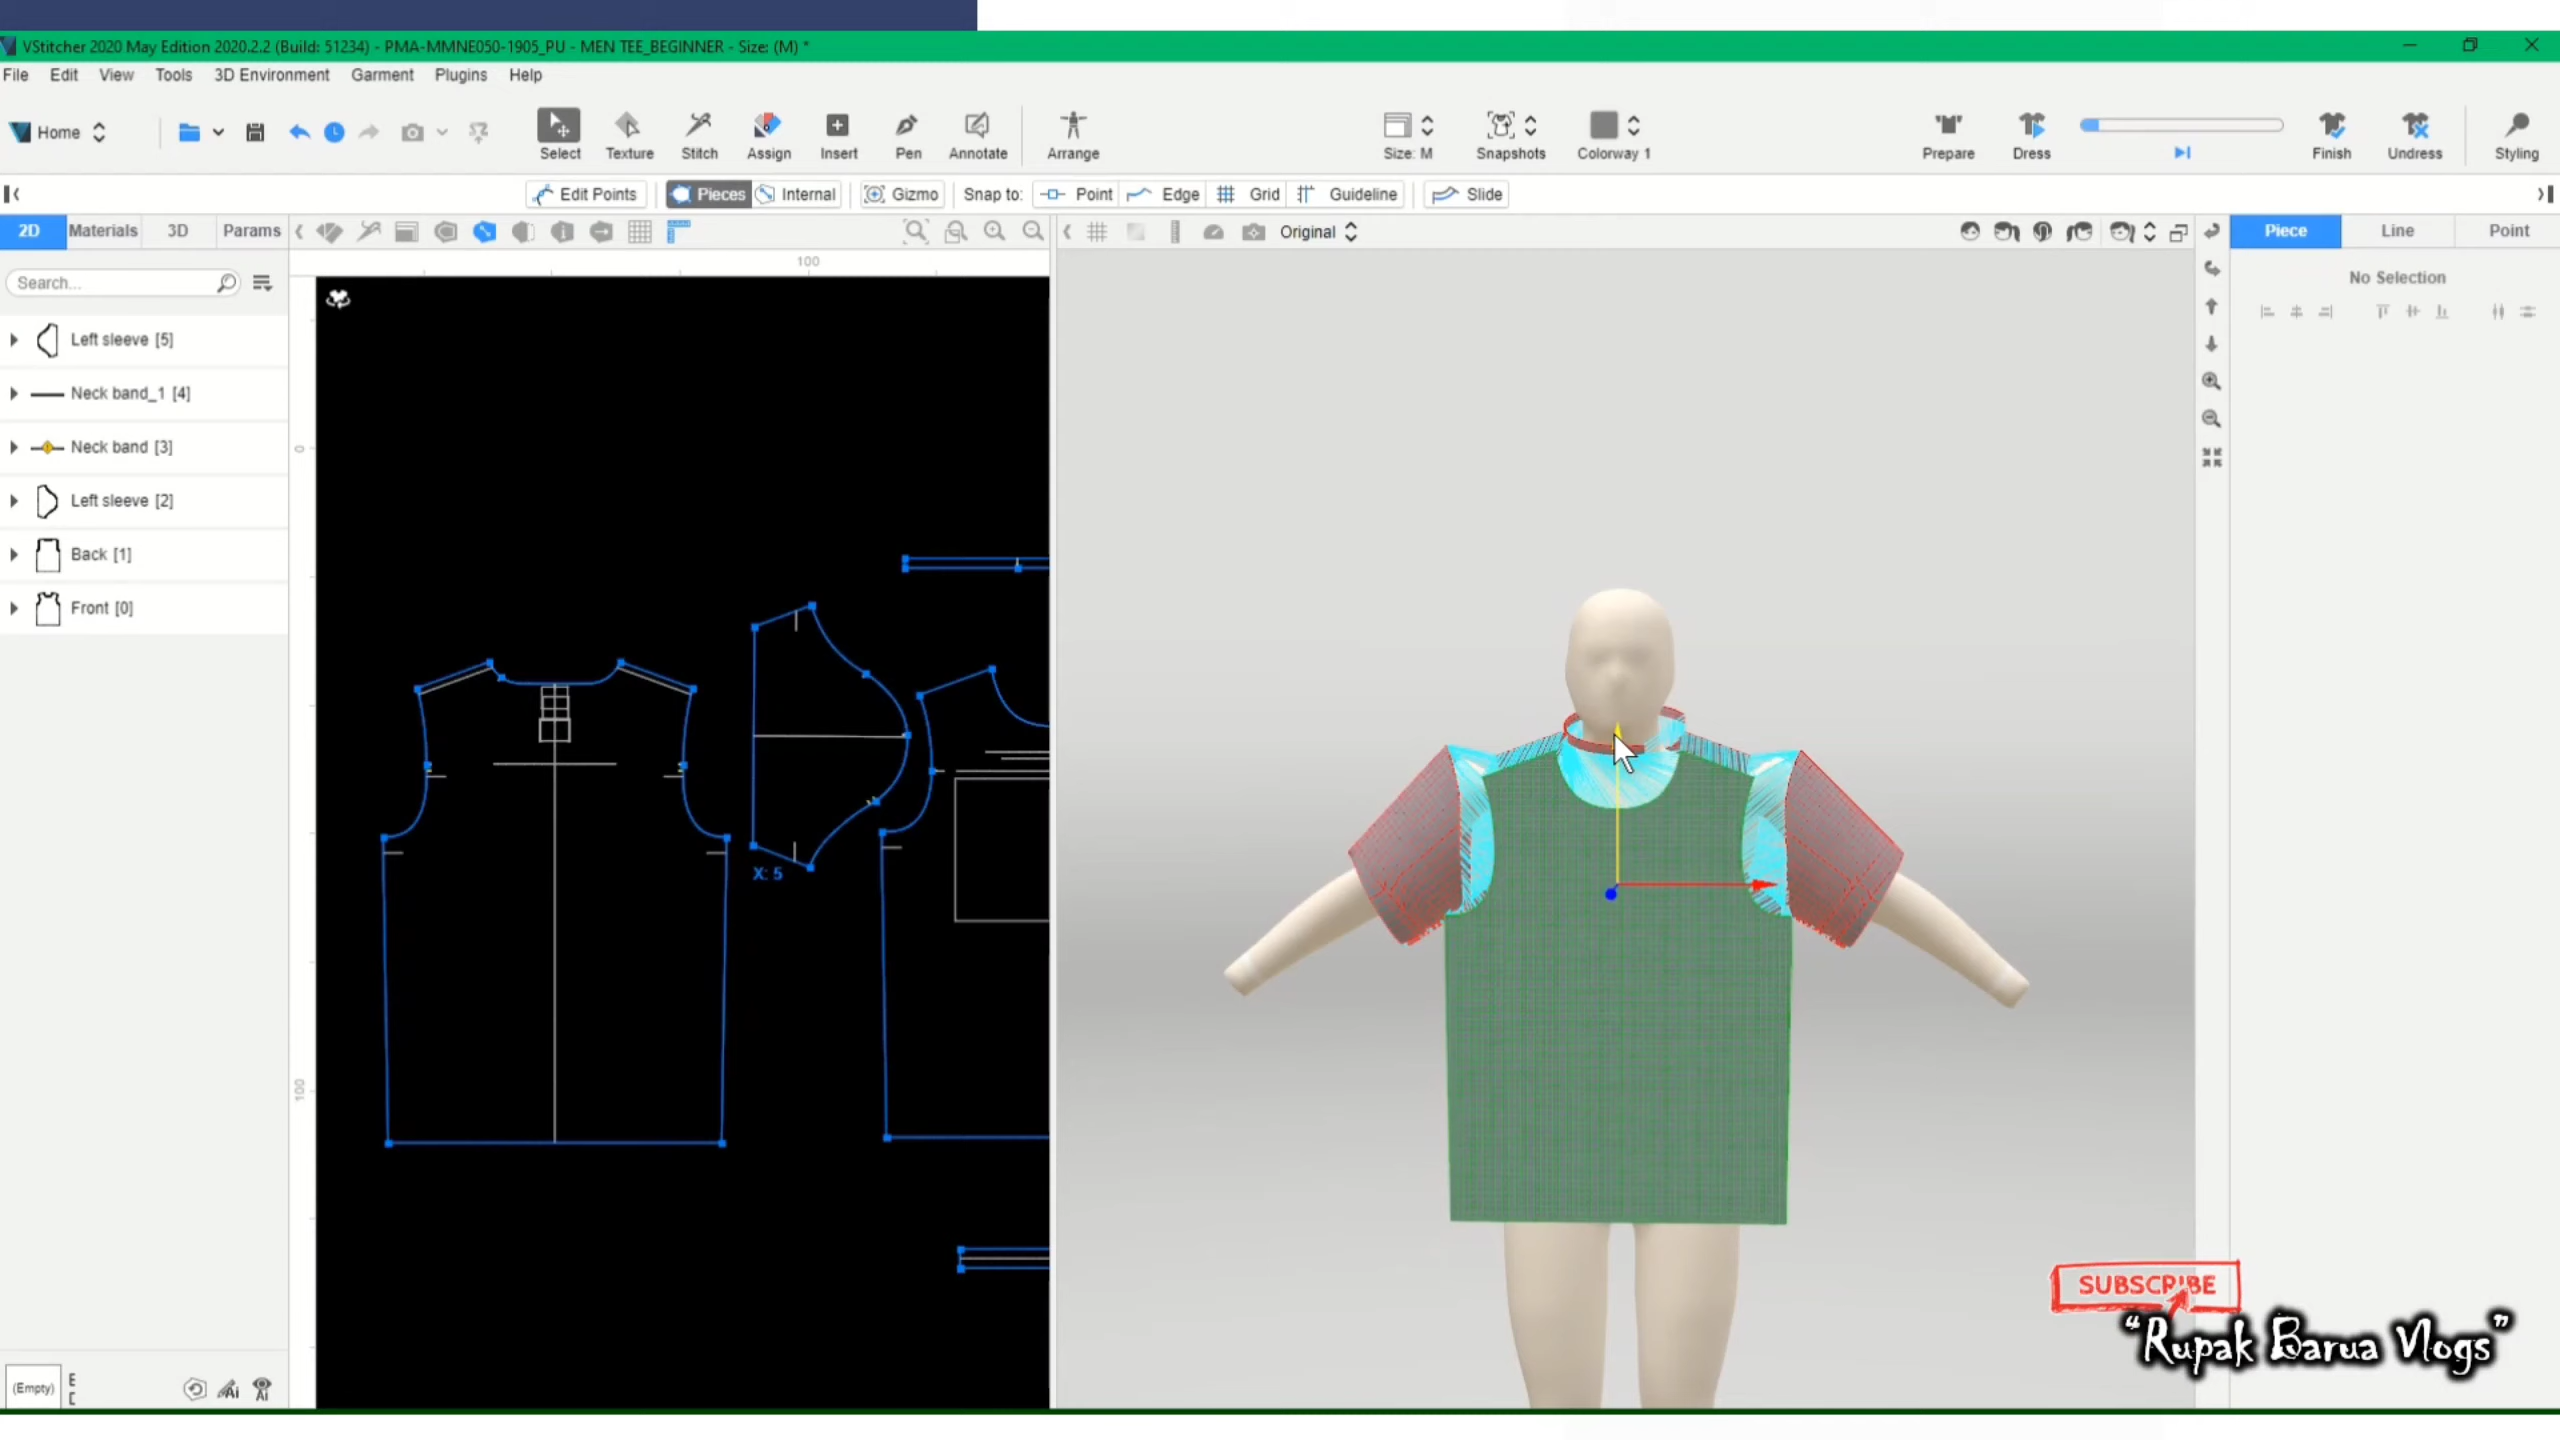 VStitcher 2020 May Edition 2020.2.2 (Build: 51234) - PMA-MMNE050-1905_PU - MEN TEE_BEGINNER - Size: (M) *
File Edit View Tools 3D Environment Garment Plugins Help
Home Select Texture Stitch Assign Insert Pen Annotate Arrange Size: M Snapshots Colorway 1 Prepare Dress Finish Undress Styling
Edit Points Pieces Internal Gizmo Snap to: Point Edge Grid Guideline Slide
2D Materials 3D Params Original Piece Line Point
100
Search...
No Selection
Left sleeve [5]
Neck band_1 [4]
Neck band [3]
0
Left sleeve [2]
Back [1]
Front [0]
X: 5
100
SUBSCRIBE
"Rupak Barua Vlogs"
(Empty)
Ai
AI